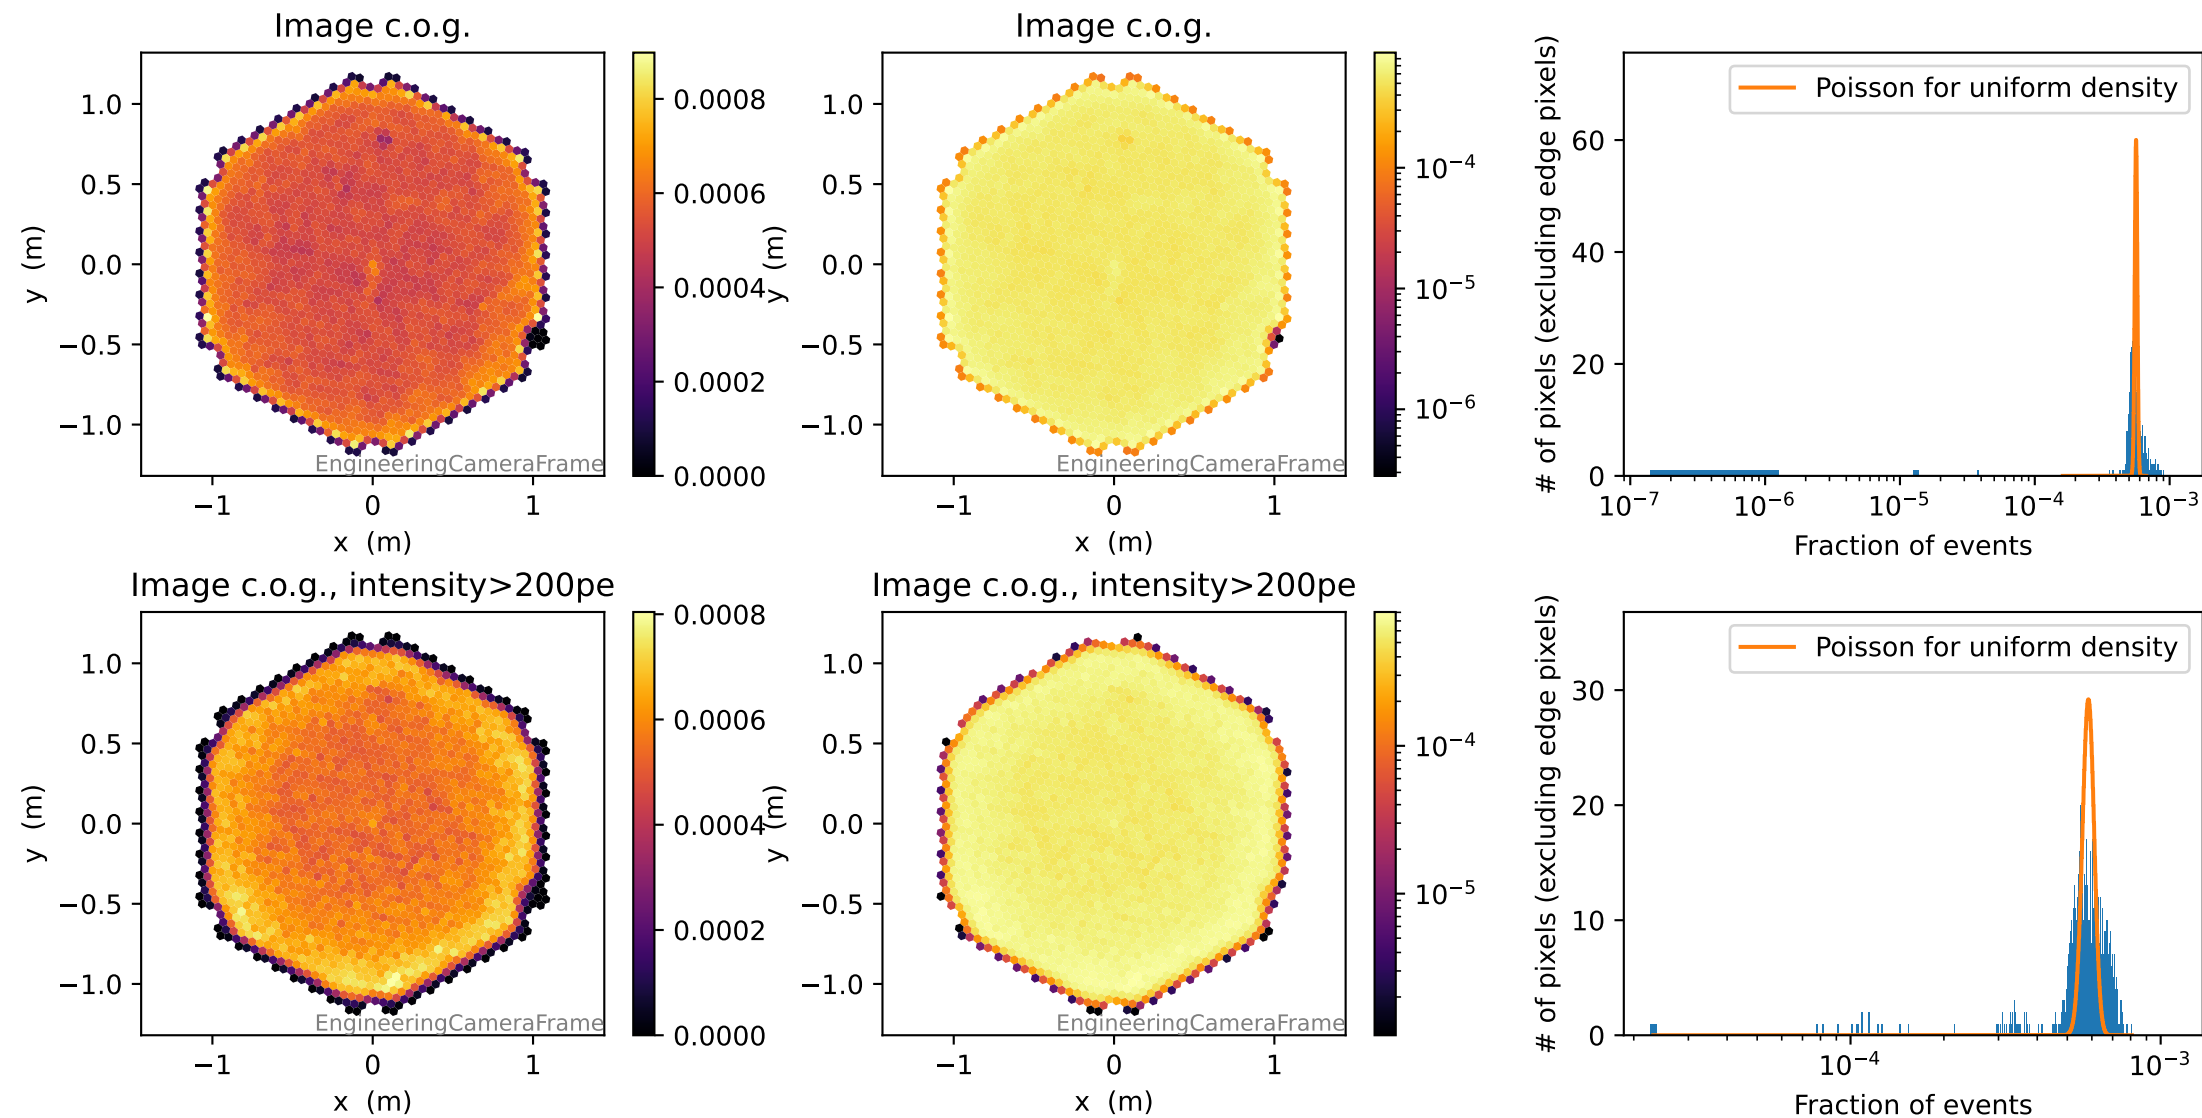 Image c.o.g.
1.0
0.5
0.0
−0.5
−1.0
−1
0
1
x (m)
y (m)
EngineeringCameraFrame
0.0008
0.0006
0.0004
0.0002
0.0000
Image c.o.g.
1.0
0.5
0.0
−0.5
−1.0
−1
0
1
x (m)
y (m)
EngineeringCameraFrame
10⁻⁴
10⁻⁵
10⁻⁶
# of pixels (excluding edge pixels)
60
40
20
0
Poisson for uniform density
10⁻⁷
10⁻⁶
10⁻⁵
10⁻⁴
10⁻³
Fraction of events
Image c.o.g., intensity>200pe
1.0
0.5
0.0
−0.5
−1.0
−1
0
1
x (m)
y (m)
EngineeringCameraFrame
0.0008
0.0006
0.0004
0.0002
0.0000
Image c.o.g., intensity>200pe
1.0
0.5
0.0
−0.5
−1.0
−1
0
1
x (m)
y (m)
EngineeringCameraFrame
10⁻⁴
10⁻⁵
# of pixels (excluding edge pixels)
30
20
10
0
Poisson for uniform density
10⁻⁴
10⁻³
Fraction of events